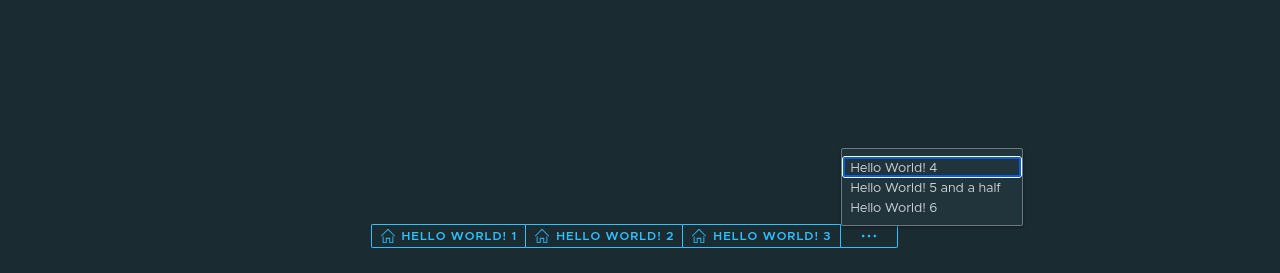 Hello World! 4
Hello World! 5 and a half
Hello World! 6
HELLO WORLD! 1 HELLO WORLD! 2 HELLO WORLD! 3 ...